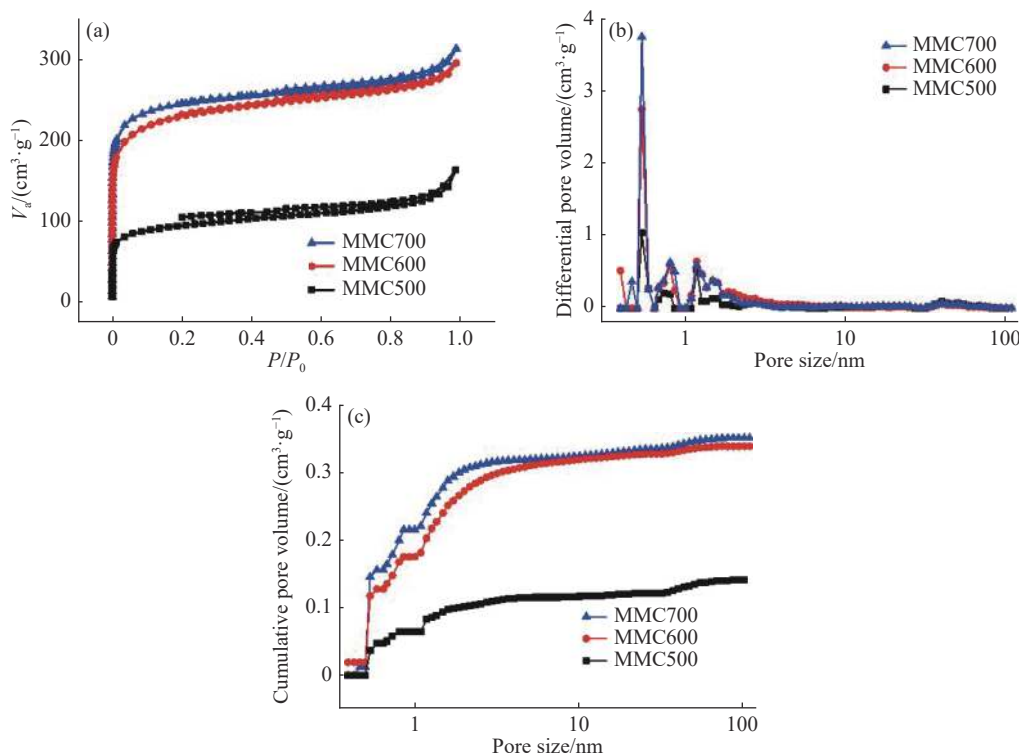 (a)
300
200
100
0
Vₐ/(cm³·g⁻¹)
MMC700
MMC600
MMC500
0 0.2 0.4 0.6 0.8 1.0
P/P₀
(b)
4
3
2
1
0
Differential pore volume/(cm³·g⁻¹)
MMC700
MMC600
MMC500
1 10 100
Pore size/nm
(c)
0.4
0.3
0.2
0.1
0
Cumulative pore volume/(cm³·g⁻¹)
MMC700
MMC600
MMC500
1 10 100
Pore size/nm